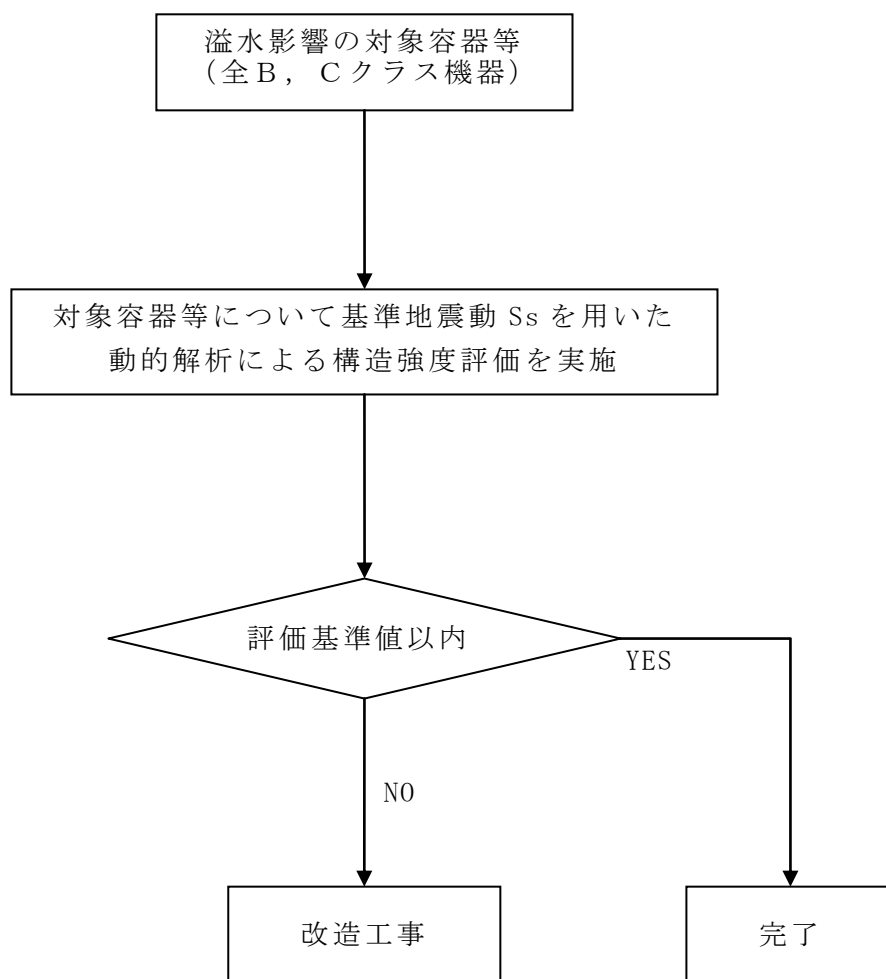 溢水影響の対象容器等
(全Ｂ，Ｃクラス機器)
対象容器等について基準地震動 Ss を用いた
動的解析による構造強度評価を実施
評価基準値以内
YES
NO
改造工事
完了